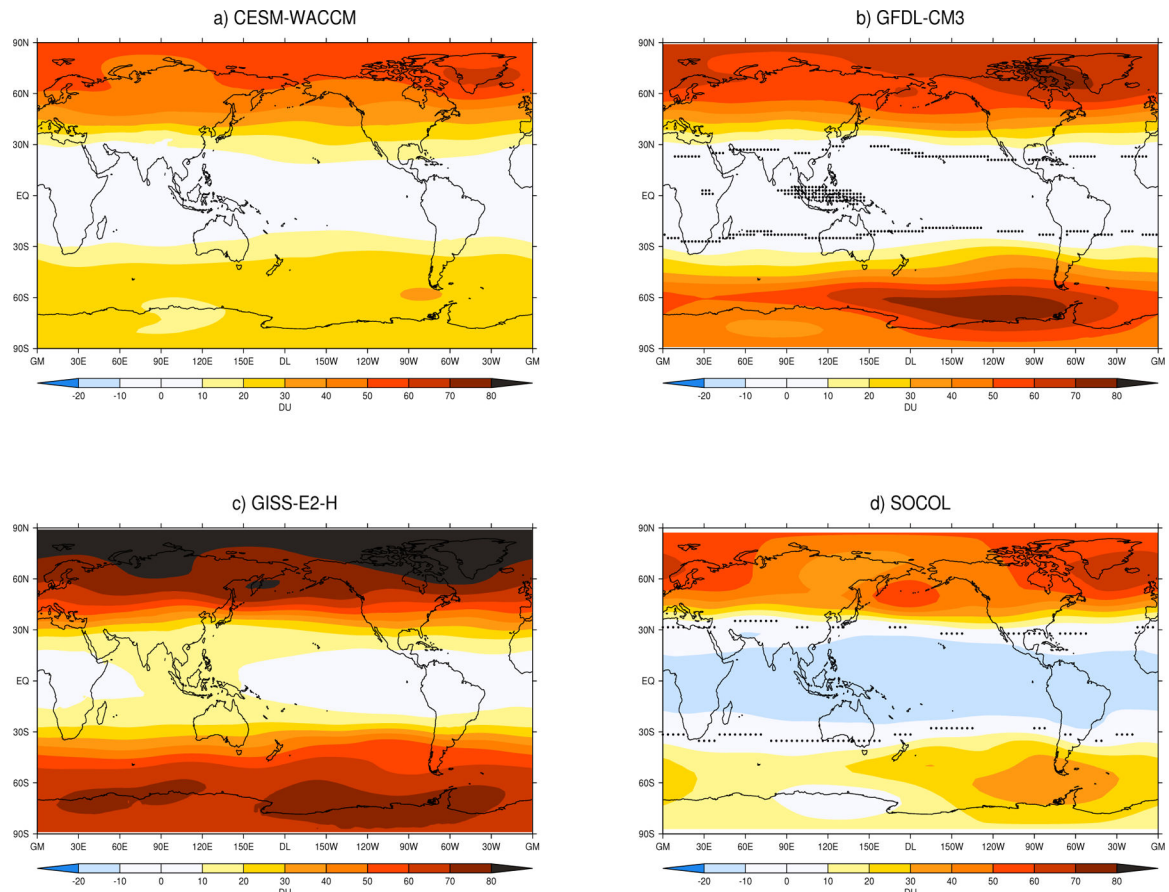 a) CESM-WACCM
b) GFDL-CM3
90N
60N
30N
EQ
30S
60S
90S
GM 30E 60E 90E 120E 150E DL 150W 120W 90W 60W 30W GM
-20 -10 0 10 20 30 40 50 60 70 80
DU
90N
60N
30N
EQ
30S
60S
90S
GM 30E 60E 90E 120E 150E DL 150W 120W 90W 60W 30W GM
-20 -10 0 10 20 30 40 50 60 70 80
DU
c) GISS-E2-H
d) SOCOL
90N
60N
30N
EQ
30S
60S
90S
GM 30E 60E 90E 120E 150E DL 150W 120W 90W 60W 30W GM
-20 -10 0 10 20 30 40 50 60 70 80
DU
90N
60N
30N
EQ
30S
60S
90S
GM 30E 60E 90E 120E 150E DL 150W 120W 90W 60W 30W GM
-20 -10 0 10 20 30 40 50 60 70 80
DU